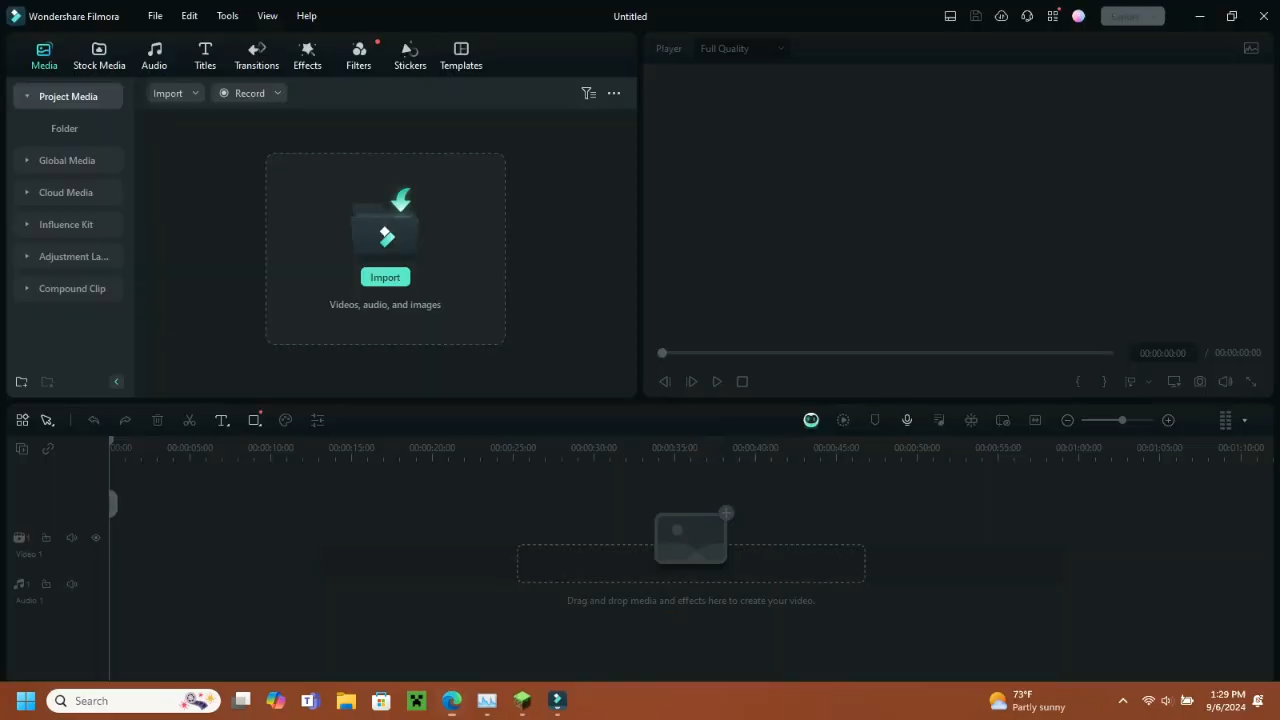 Wondershare Filmora
File
Edit
Tools
View
Help
Untitled
Export
Media
Stock Media
Audio
Titles
Transitions
Effects
Filters
Stickers
Templates
Player
Full Quality
Project Media
Folder
Global Media
Cloud Media
Influence Kit
Adjustment La...
Compound Clip
Import
Record
Import
Videos, audio, and images
00:00:00:00 / 00:00:00:00
:00:00
00:00:05:00
00:00:10:00
00:00:15:00
00:00:20:00
00:00:25:00
00:00:30:00
00:00:35:00
00:00:40:00
00:00:45:00
00:00:50:00
00:00:55:00
00:01:00:00
00:01:05:00
00:01:10:00
1
Video 1
1
Audio 1
Drag and drop media and effects here to create your video.
Search
73°F
Partly sunny
1:29 PM
9/6/2024